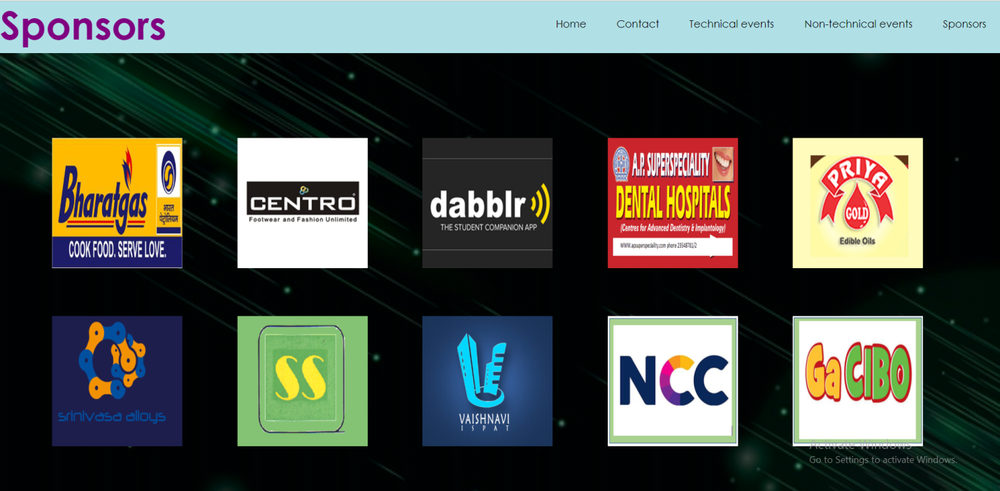 Sponsors
Home Contact Technical events Non-technical events Sponsors
Bharatgas
भारत
पेट्रोलियम
COOK FOOD. SERVE LOVE.
CENTRO
Footwear and Fashion Unlimited
dabblr
THE STUDENT COMPANION APP
A.P. SUPERSPECIALITY
DENTAL HOSPITALS
(Centres for Advanced Dentistry & Implantology)
WWW.apsuperspeciality.com phone 23548781/2
PRIYA
GOLD
Edible Oils
srinivasa alloys
SS
VAISHNAVI
ISPAT
NCC
Ga CIBO
Activate Windows
Go to Settings to activate Windows.